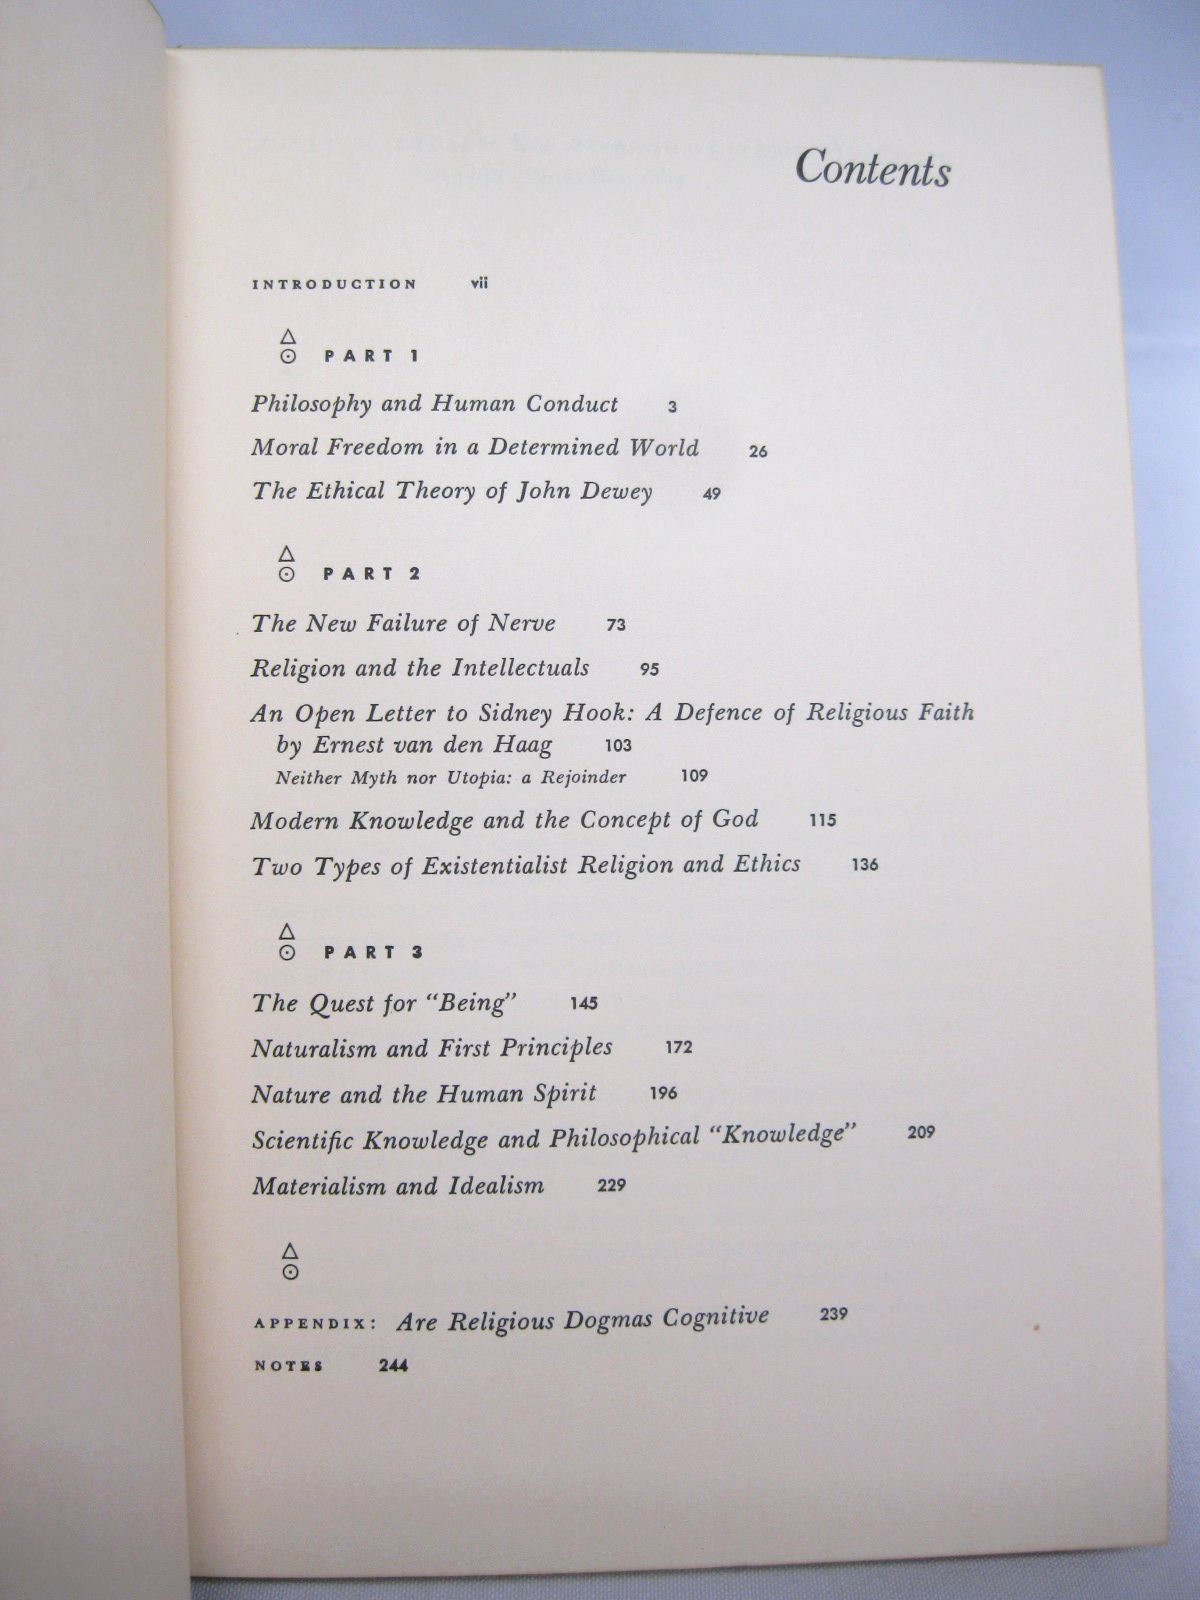 Contents
INTRODUCTION vii
PART 1
Philosophy and Human Conduct 3
Moral Freedom in a Determined World 26
The Ethical Theory of John Dewey 49
PART 2
The New Failure of Nerve 73
Religion and the Intellectuals 95
An Open Letter to Sidney Hook: A Defence of Religious Faith
by Ernest van den Haag 103
Neither Myth nor Utopia: a Rejoinder 109
Modern Knowledge and the Concept of God 115
Two Types of Existentialist Religion and Ethics 136
PART 3
The Quest for “Being” 145
Naturalism and First Principles 172
Nature and the Human Spirit 196
Scientific Knowledge and Philosophical “Knowledge” 209
Materialism and Idealism 229
APPENDIX: Are Religious Dogmas Cognitive 239
NOTES 244